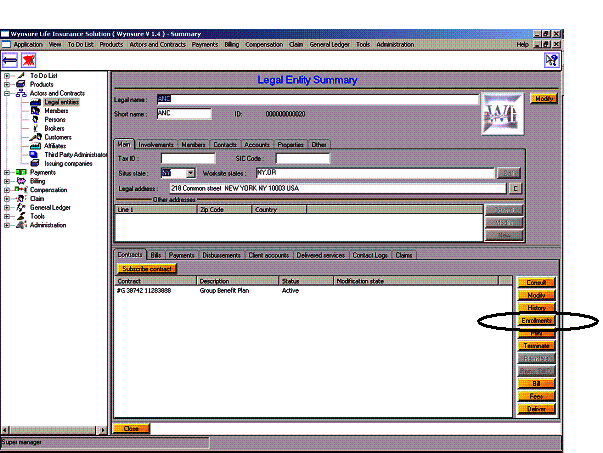 Wynsure Life Insurance Solution ( Wynsure V 1.4 ) - Summary
Application View To Do List Products Actors and Contracts Payments Billing Compensation Claim General Ledger Tools Administration Help
To Do List
Products
Actors and Contracts
Legal entities
Members
Persons
Brokers
Customers
Affiliates
Third Party Administrator
Issuing companies
Payments
Billing
Compensation
Claim
General Ledger
Tools
Administration
Legal Entity Summary
Legal name : ANC
Modify
Short name : ANC ID: 000000000020
Main Involvements Members Contacts Accounts Properties Other
Tax ID : SIC Code :
Situs state : NY Worksite states : NY,OR
Legal address : 218 Common street NEW YORK NY 10003 USA
Other addresses
Line 1 Zip Code Country
Contracts Bills Payments Disbursements Client accounts Delivered services Contact Logs Claims
Subscribe contract
Contract Description Status Modification state
#G 38742 11283888 Group Benefit Plan Active
Consult
Modify
History
Enrollments
Print
Terminate
Bill
Fees
Deliver
Close
Super manager